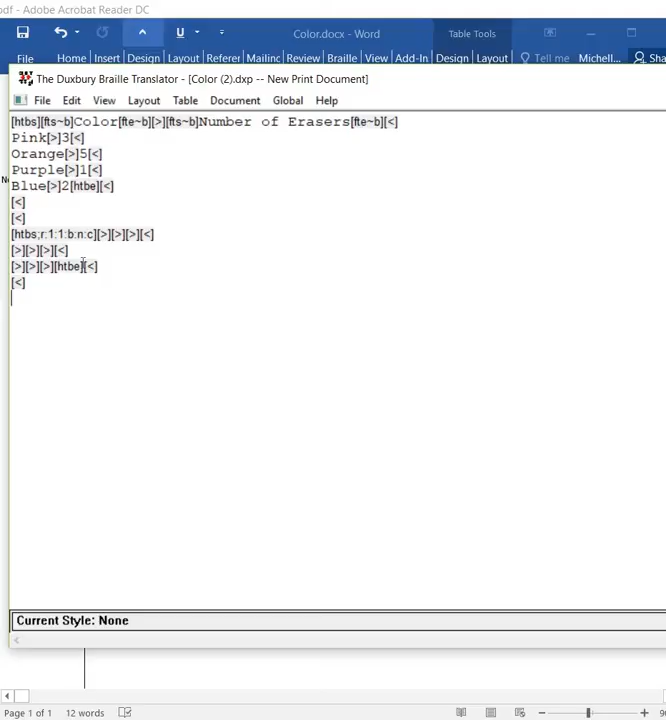 odf - Adobe Acrobat Reader DC
Color.docx - Word
Table Tools
File Home Insert Design Layout Referer Mailinc Review Braille View Add-In Design Layout Tell me Michell... Sha
The Duxbury Braille Translator - [Color (2).dxp -- New Print Document]
File Edit View Layout Table Document Global Help
[htbs][fts~b]Color[fte~b][>][fts~b]Number of Erasers[fte~b][<]
Pink[>]3[<]
Orange[>]5[<]
Purple[>]1[<]
Blue[>]2[htbe][<]
[<]
[<]
[htbs;r:1:1:b:n:c][>][>][>][<]
[>][>][>][<]
[>][>][>][htbe][<]
[<]
Current Style: None
Page 1 of 1 12 words